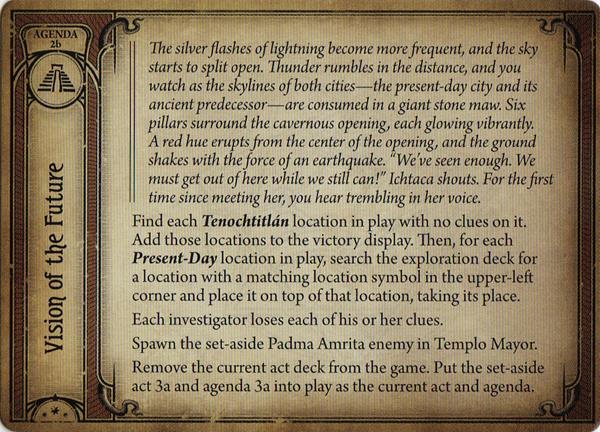 AGENDA
2b
Vision of the Future
The silver flashes of lightning become more frequent, and the sky
starts to split open. Thunder rumbles in the distance, and you
watch as the skylines of both cities—the present-day city and its
ancient predecessor—are consumed in a giant stone maw. Six
pillars surround the cavernous opening, each glowing vibrantly.
A red hue erupts from the center of the opening, and the ground
shakes with the force of an earthquake. “We’ve seen enough. We
must get out of here while we still can!” Ichtaca shouts. For the first
time since meeting her, you hear trembling in her voice.
Find each Tenochtitlán location in play with no clues on it.
Add those locations to the victory display. Then, for each
Present-Day location in play, search the exploration deck for
a location with a matching location symbol in the upper-left
corner and place it on top of that location, taking its place.
Each investigator loses each of his or her clues.
Spawn the set-aside Padma Amrita enemy in Templo Mayor.
Remove the current act deck from the game. Put the set-aside
act 3a and agenda 3a into play as the current act and agenda.